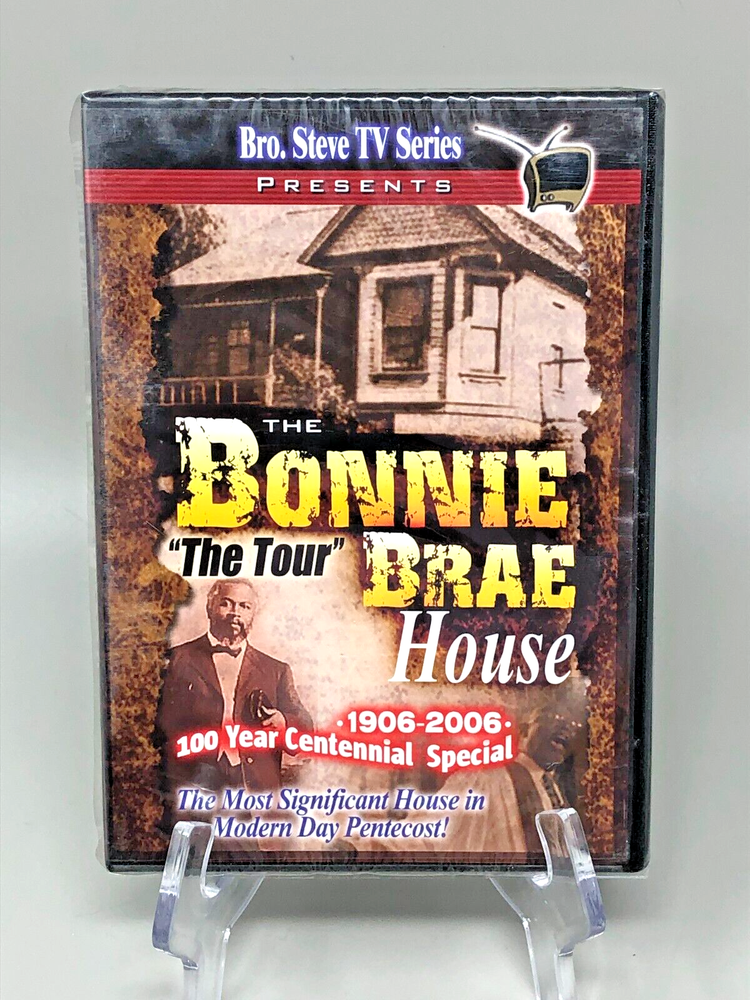 Bro. Steve TV Series
PRESENTS
THE
BONNIE
"The Tour" BRAE
House
·1906-2006·
100 Year Centennial Special
The Most Significant House in
Modern Day Pentecost!